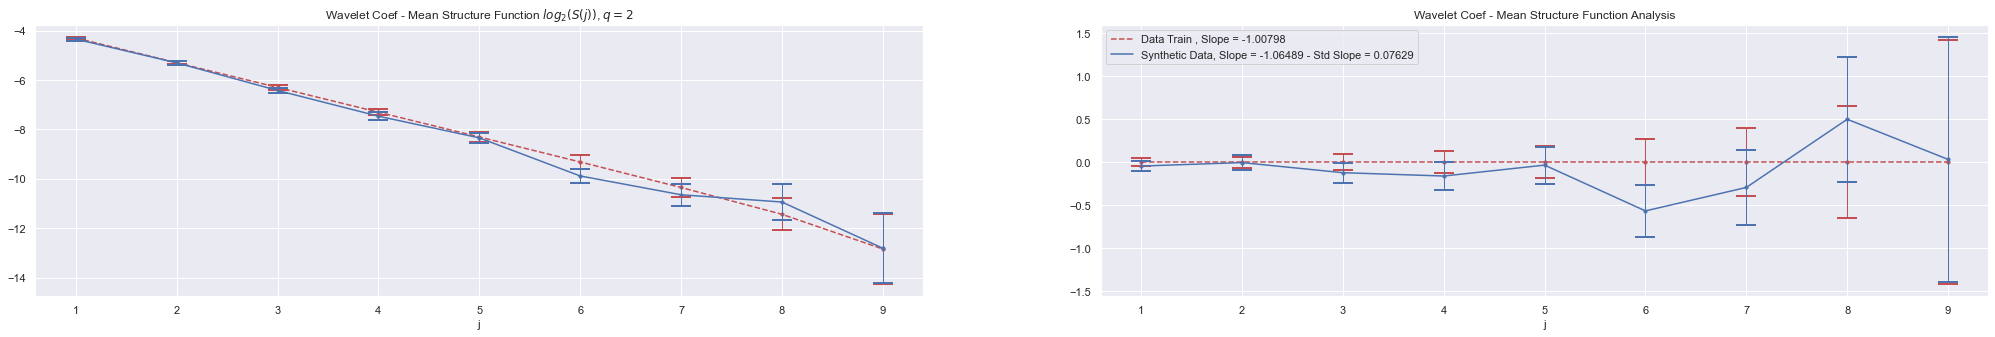 Wavelet Coef - Mean Structure Function log₂(S(j)), q = 2
−4
−6
−8
−10
−12
−14
1 2 3 4 5 6 7 8 9
j
Wavelet Coef - Mean Structure Function Analysis
Data Train , Slope = -1.00798
Synthetic Data, Slope = -1.06489 - Std Slope = 0.07629
1.5
1.0
0.5
0.0
−0.5
−1.0
−1.5
1 2 3 4 5 6 7 8 9
j